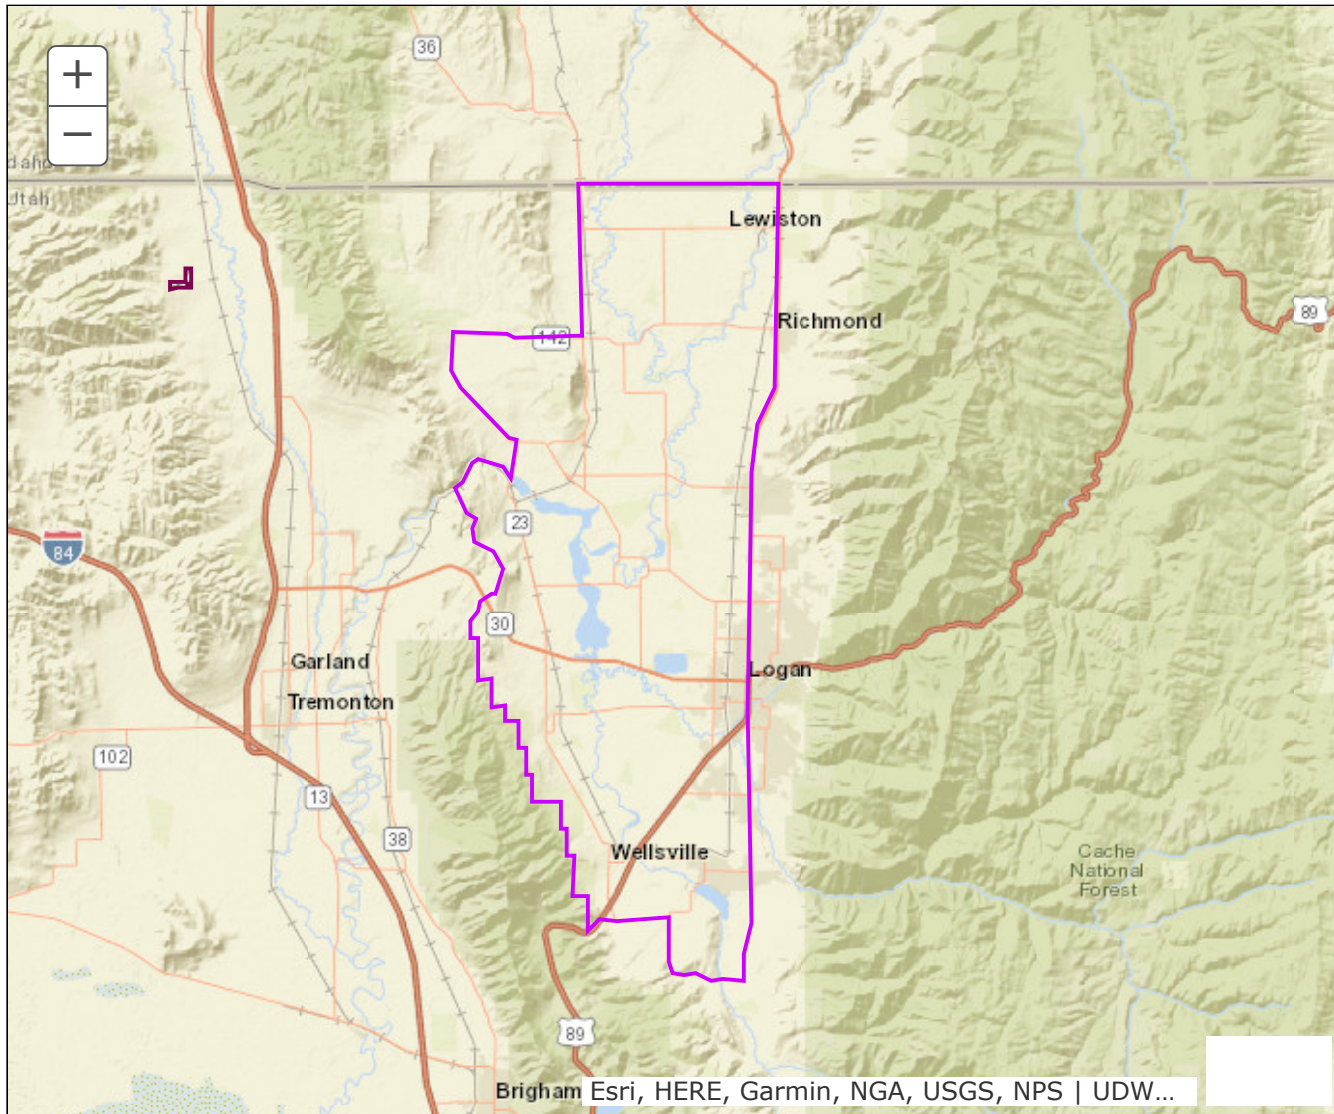 +
−
36
daho
Utah
Lewiston
89
Richmond
142
23
84
30
Garland
Logan
Tremonton
102
13
38
Wellsville
Cache
National
Forest
89
Brigham
Esri, HERE, Garmin, NGA, USGS, NPS | UDW...